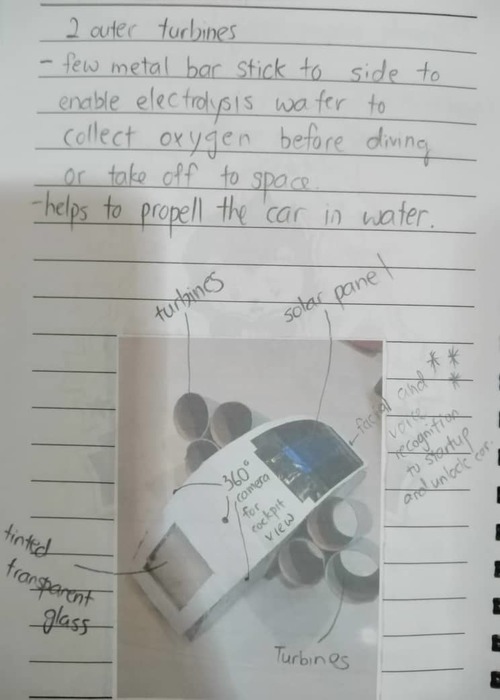 2 outer turbines
- few metal bar stick to side to
enable electrolysis water to
collect oxygen before diving
or take off to space.
-helps to propell the car in water.
turbines
solar panel
**
*
facial and
voice
recognition
to startup
and unlock car.
360°
camera
for
cockpit
view
tinted
transparent
glass
Turbines